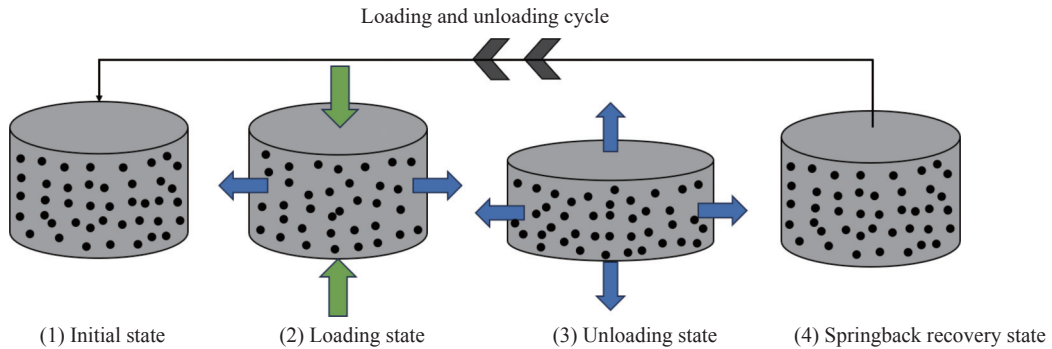 Loading and unloading cycle
(1) Initial state
(2) Loading state
(3) Unloading state
(4) Springback recovery state